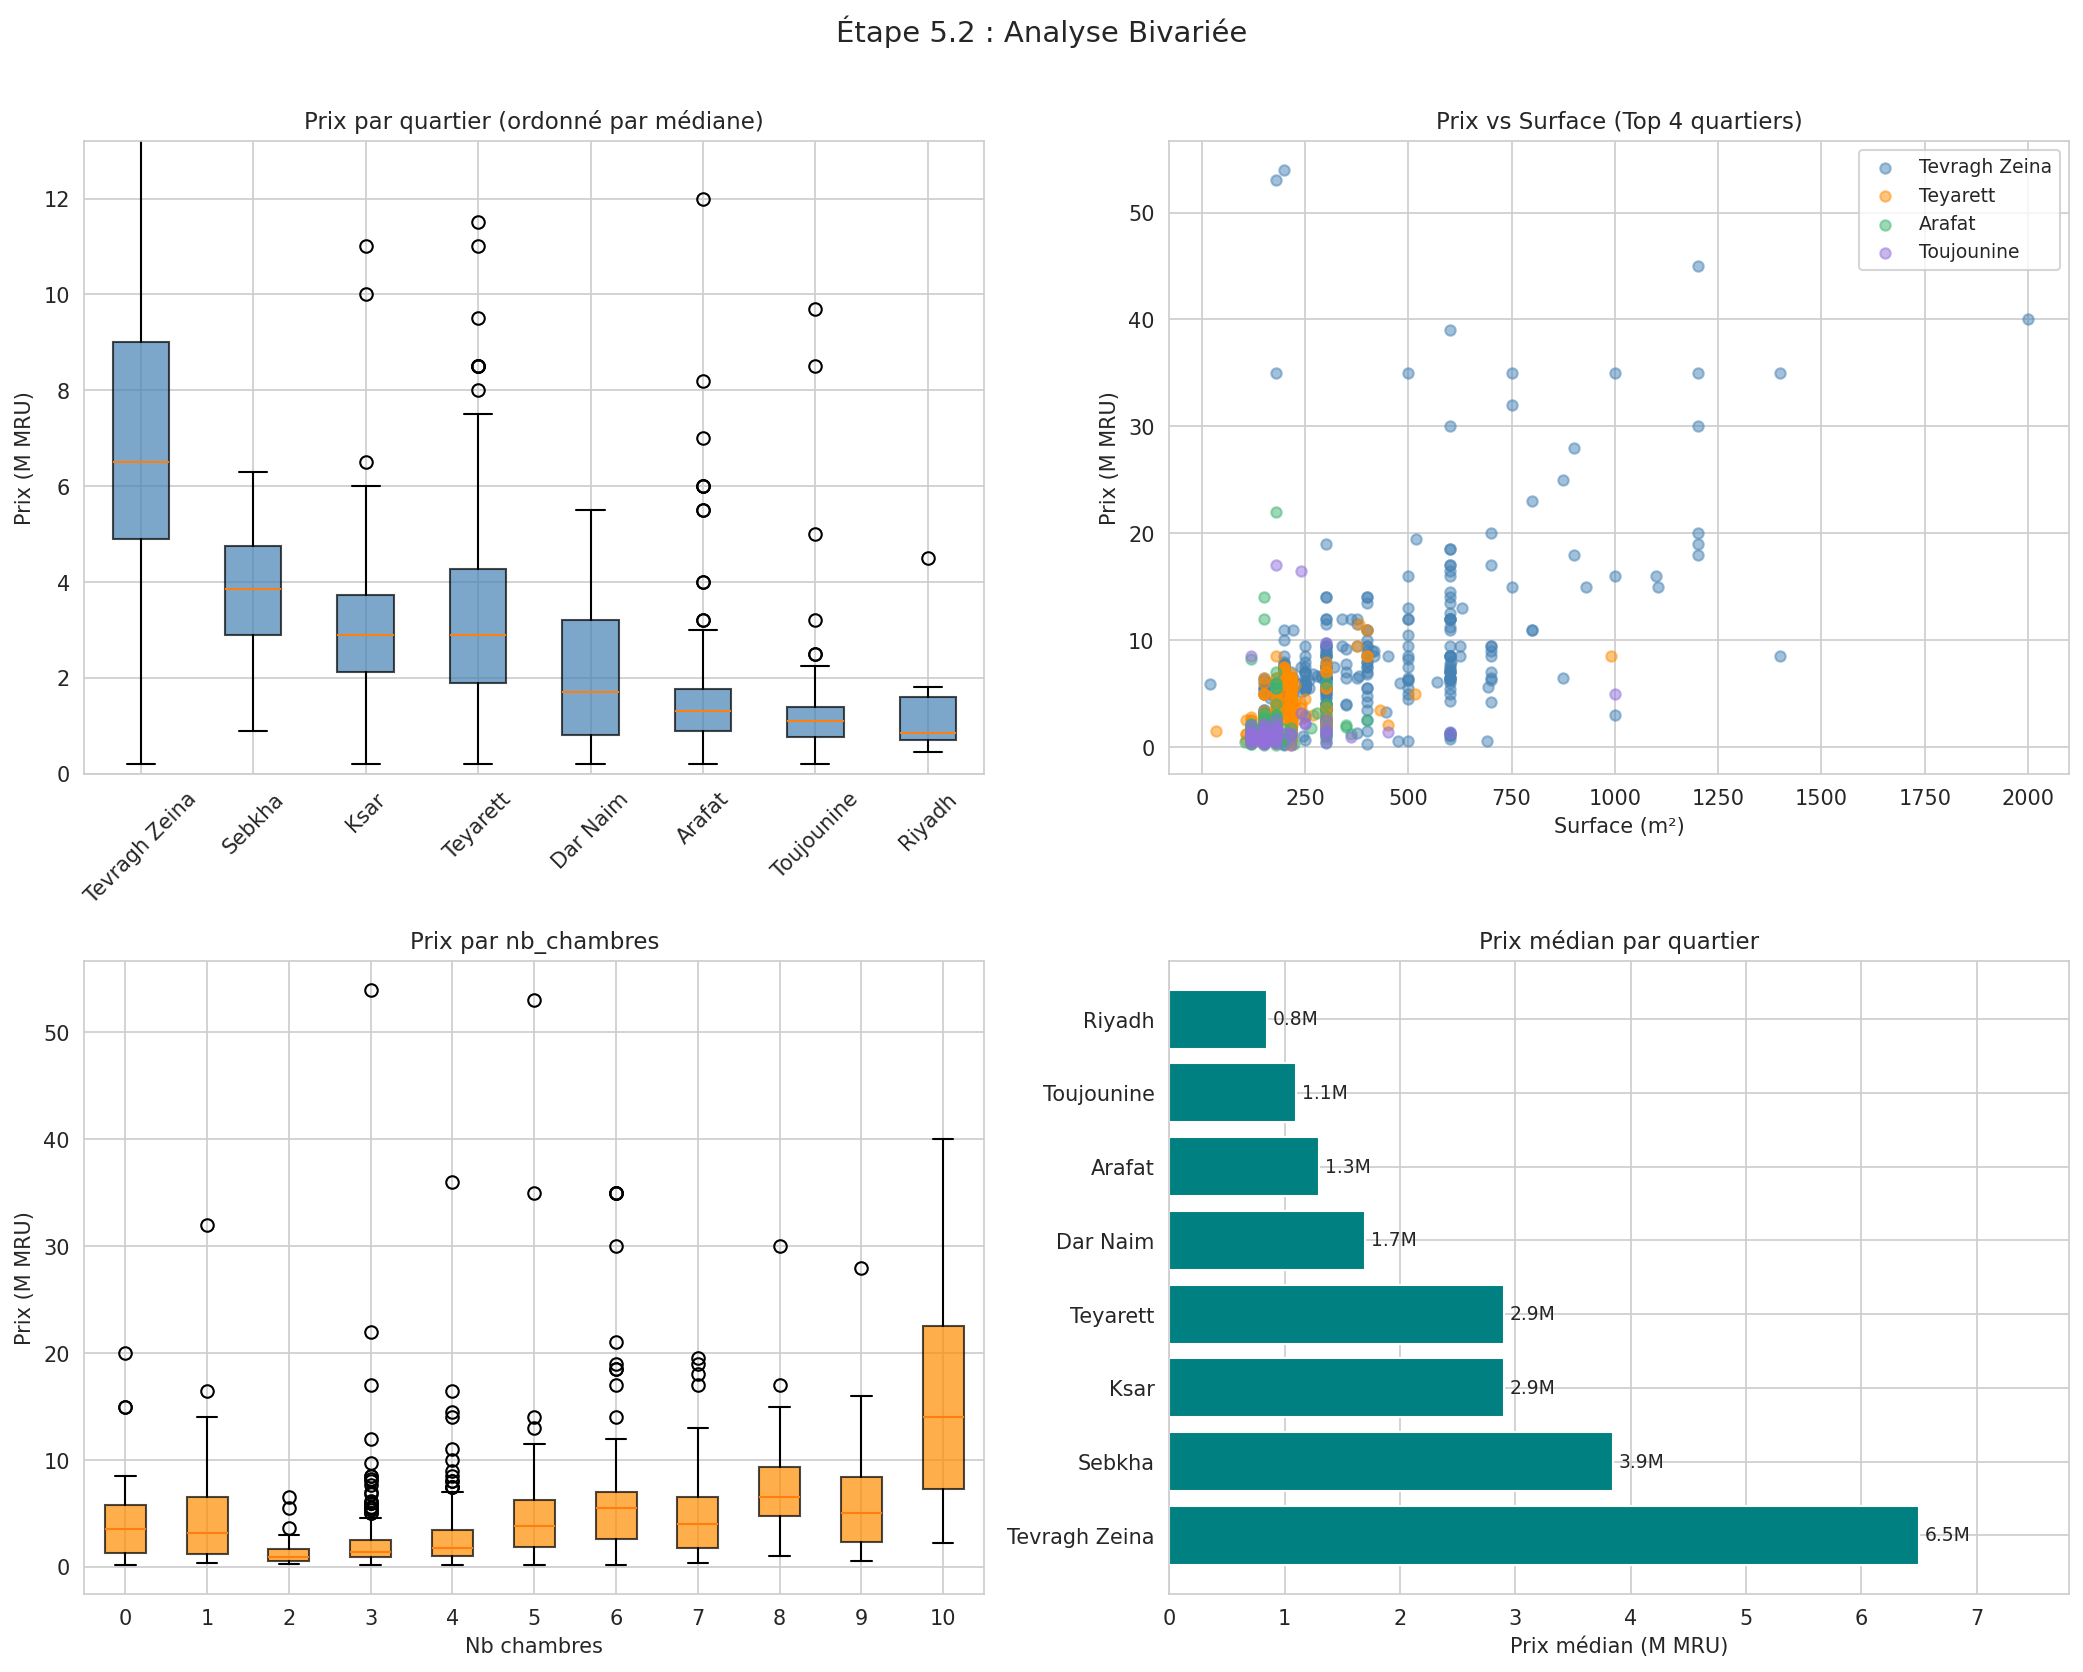 Étape 5.2 : Analyse Bivariée
Prix par quartier (ordonné par médiane)
Prix (M MRU)
12
10
8
6
4
2
0
Tevragh Zeina
Sebkha
Ksar
Teyarett
Dar Naim
Arafat
Toujounine
Riyadh
Prix vs Surface (Top 4 quartiers)
Tevragh Zeina
Teyarett
Arafat
Toujounine
Prix (M MRU)
50
40
30
20
10
0
0 250 500 750 1000 1250 1500 1750 2000
Surface (m²)
Prix par nb_chambres
Prix (M MRU)
50
40
30
20
10
0
0 1 2 3 4 5 6 7 8 9 10
Nb chambres
Prix médian par quartier
Riyadh 0.8M
Toujounine 1.1M
Arafat 1.3M
Dar Naim 1.7M
Teyarett 2.9M
Ksar 2.9M
Sebkha 3.9M
Tevragh Zeina 6.5M
0 1 2 3 4 5 6 7
Prix médian (M MRU)